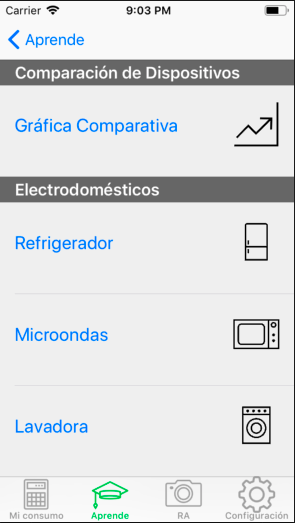 Carrier 9:03 PM
Aprende
Comparación de Dispositivos
Gráfica Comparativa
Electrodomésticos
Refrigerador
Microondas
Lavadora
Mi consumo Aprende RA Configuración